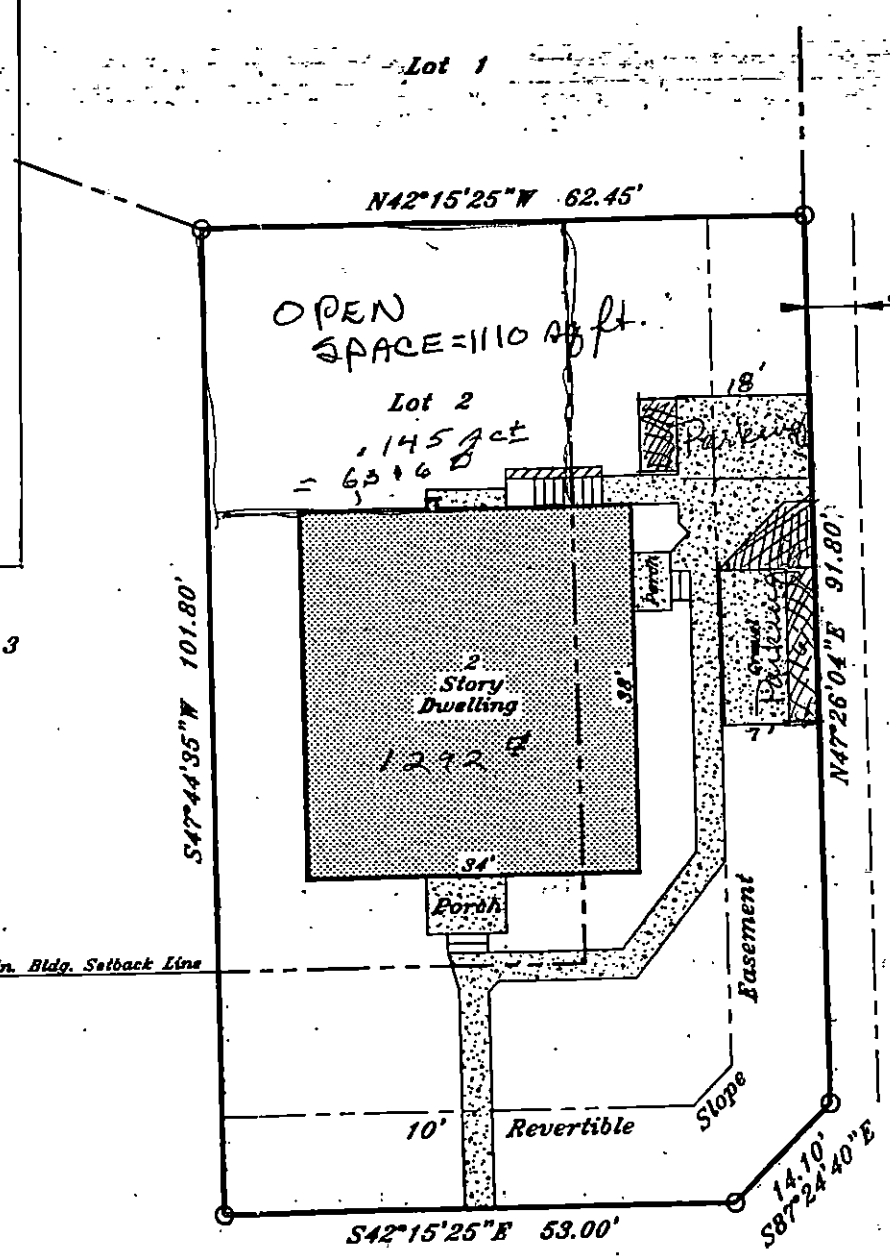 Lot 1
N42°15'25"W 62.45'
OPEN
SPACE=1110 sq ft.
Lot 2
.145 Ac±
18'
Parking
S47°44'35"W 101.80'
3
Porch
2
Story
Dwelling
1292
38'
34'
Gravel
Parking
7'
N47°26'04"E 91.80'
Porch
n. Bldg. Setback Line
Easement
10' Revertible Slope
14.10'
S87°24'40"E
S42°15'25"E 53.00'